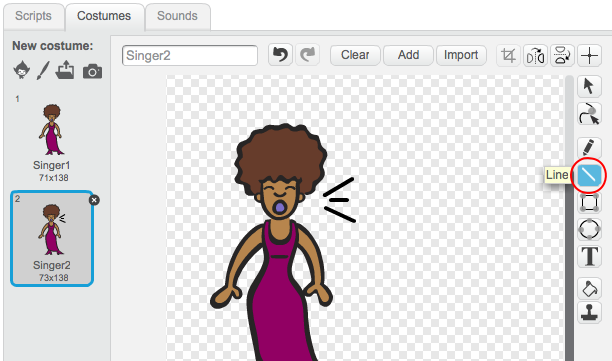 Scripts
Costumes
Sounds
New costume:
Singer2
Clear
Add
Import
1
Singer1
71x138
2
Singer2
73x138
Line
T